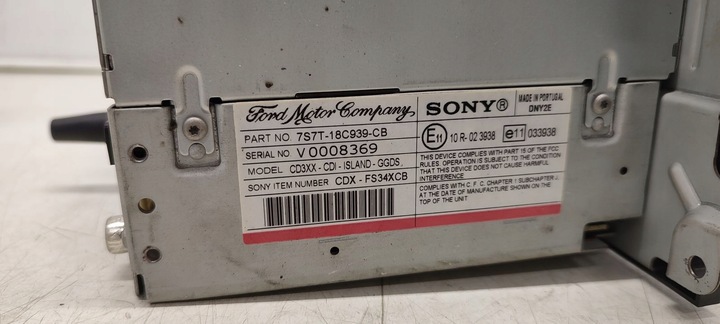 Ford Motor Company
PART NO. 7S7T-18C939-CB
SERIAL NO. V0008369
MODEL CD3XX - CDI - ISLAND - GGDS
SONY ITEM NUMBER CDX - FS34XCB
SONY®
MADE IN PORTUGAL
DNY2E
E11 10 R- 02 3938 e11 033938
THIS DEVICE COMPLIES WITH PART 15 OF THE FCC
RULES. OPERATION IS SUBJECT TO THE CONDITION
THAT THIS DEVICE DOES NOT CAUSE HARMFUL
INTERFERENCE
COMPLIES WITH C. F. C. CHAPTER 1 SUBCHAPTER J,
AT THE DATE OF MANUFACTURE SHOWN ON THE
TOP OF THE UNIT